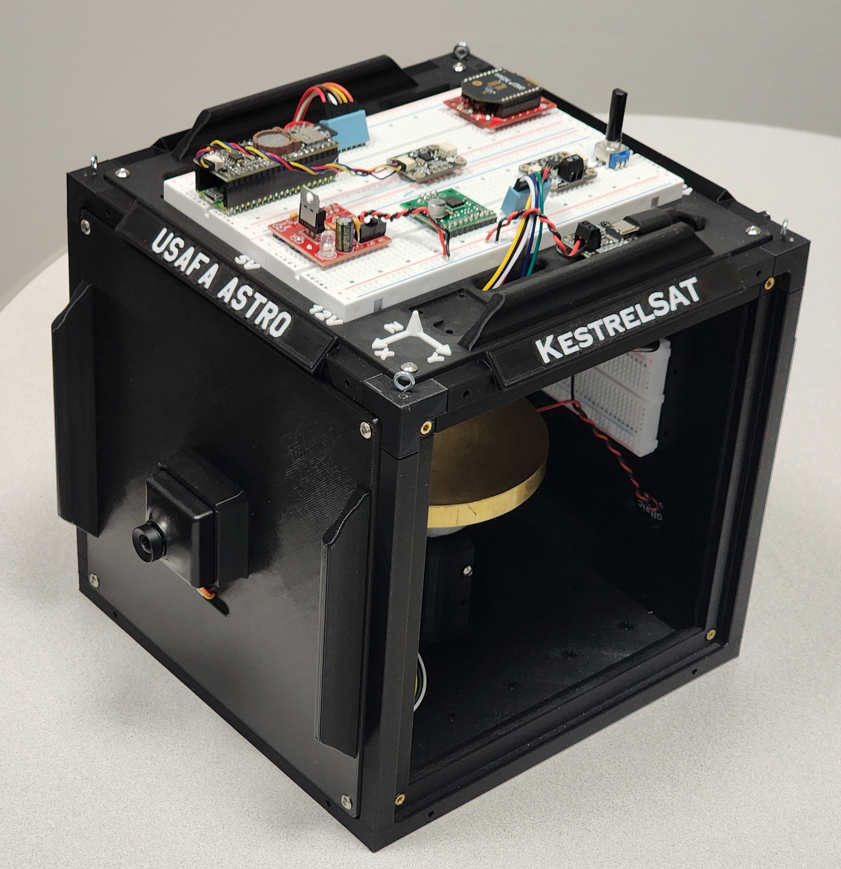 USAFA ASTRO
5V
12V
KESTRELSAT
Z
X
Y